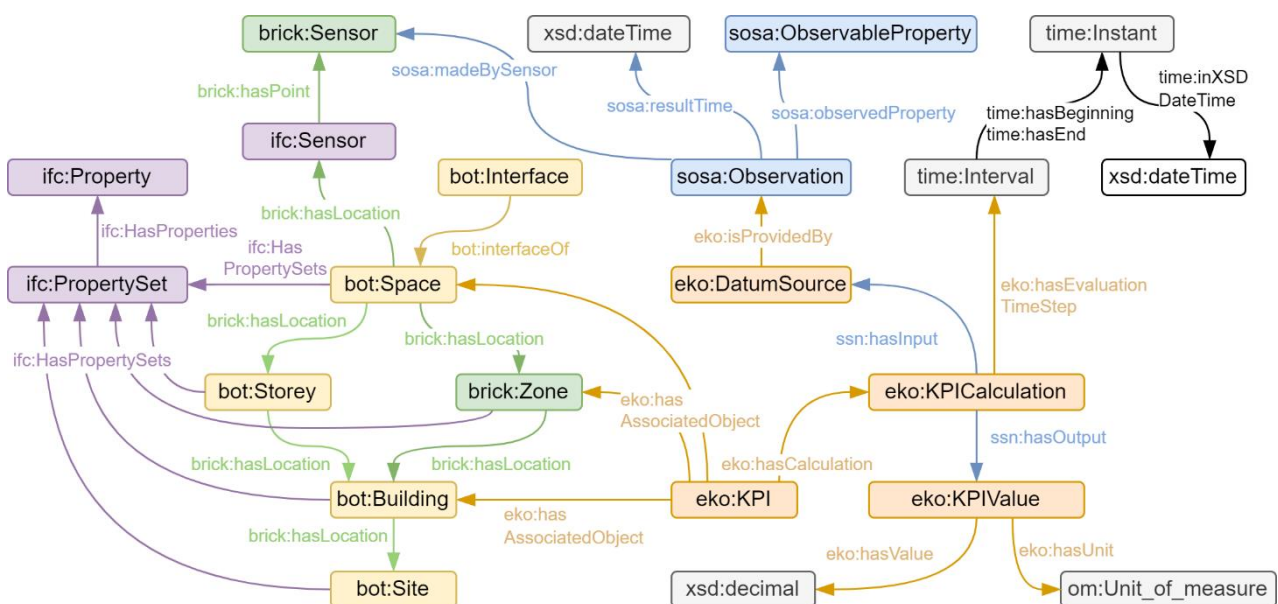 brick:Sensor
xsd:dateTime
sosa:ObservableProperty
time:Instant
sosa:madeBySensor
brick:hasPoint
sosa:resultTime
sosa:observedProperty
time:hasBeginning
time:hasEnd
time:inXSD
DateTime
ifc:Sensor
ifc:Property
bot:Interface
sosa:Observation
time:Interval
xsd:dateTime
brick:hasLocation
ifc:HasProperties
ifc:Has
PropertySets
bot:interfaceOf
eko:isProvidedBy
ifc:PropertySet
bot:Space
eko:DatumSource
eko:hasEvaluation
TimeStep
brick:hasLocation
brick:hasLocation
ssn:hasInput
ifc:HasPropertySets
bot:Storey
brick:Zone
eko:has
AssociatedObject
eko:KPICalculation
ssn:hasOutput
brick:hasLocation
brick:hasLocation
eko:hasCalculation
bot:Building
eko:KPI
eko:KPIValue
eko:has
AssociatedObject
brick:hasLocation
eko:hasValue
eko:hasUnit
bot:Site
xsd:decimal
om:Unit_of_measure